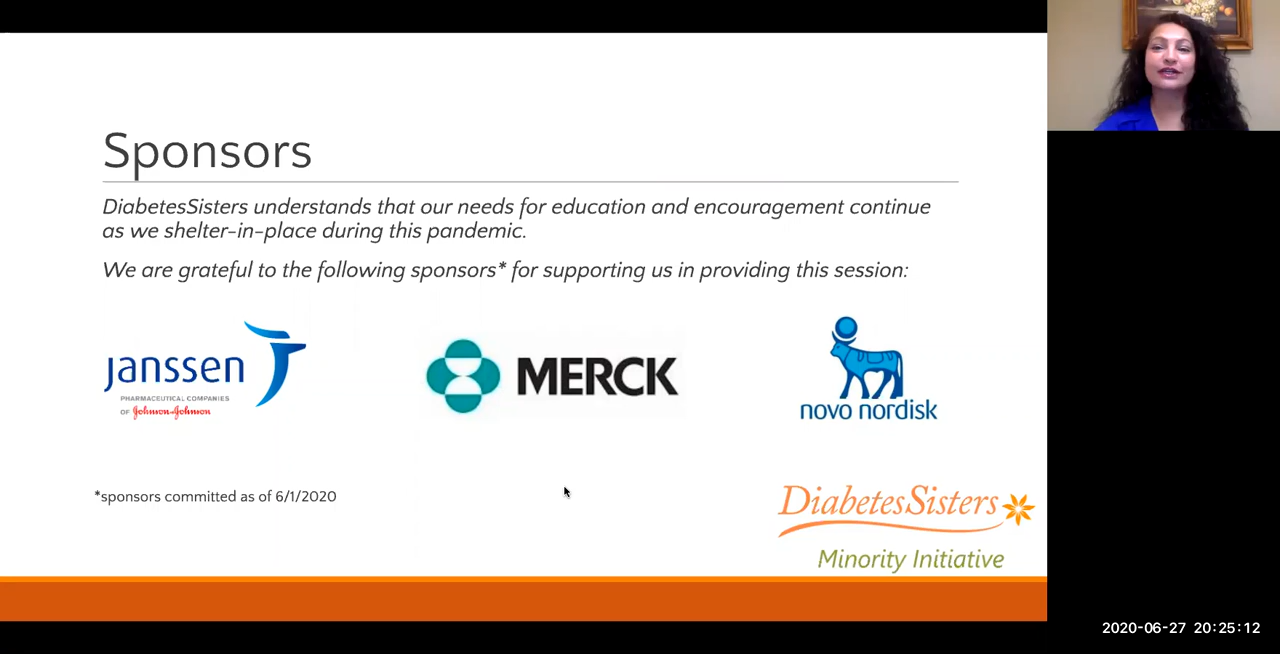 Sponsors
DiabetesSisters understands that our needs for education and encouragement continue
as we shelter-in-place during this pandemic.
We are grateful to the following sponsors* for supporting us in providing this session:
janssen
PHARMACEUTICAL COMPANIES
OF Johnson & Johnson
MERCK
novo nordisk
*sponsors committed as of 6/1/2020
DiabetesSisters
Minority Initiative
2020-06-27 20:25:12